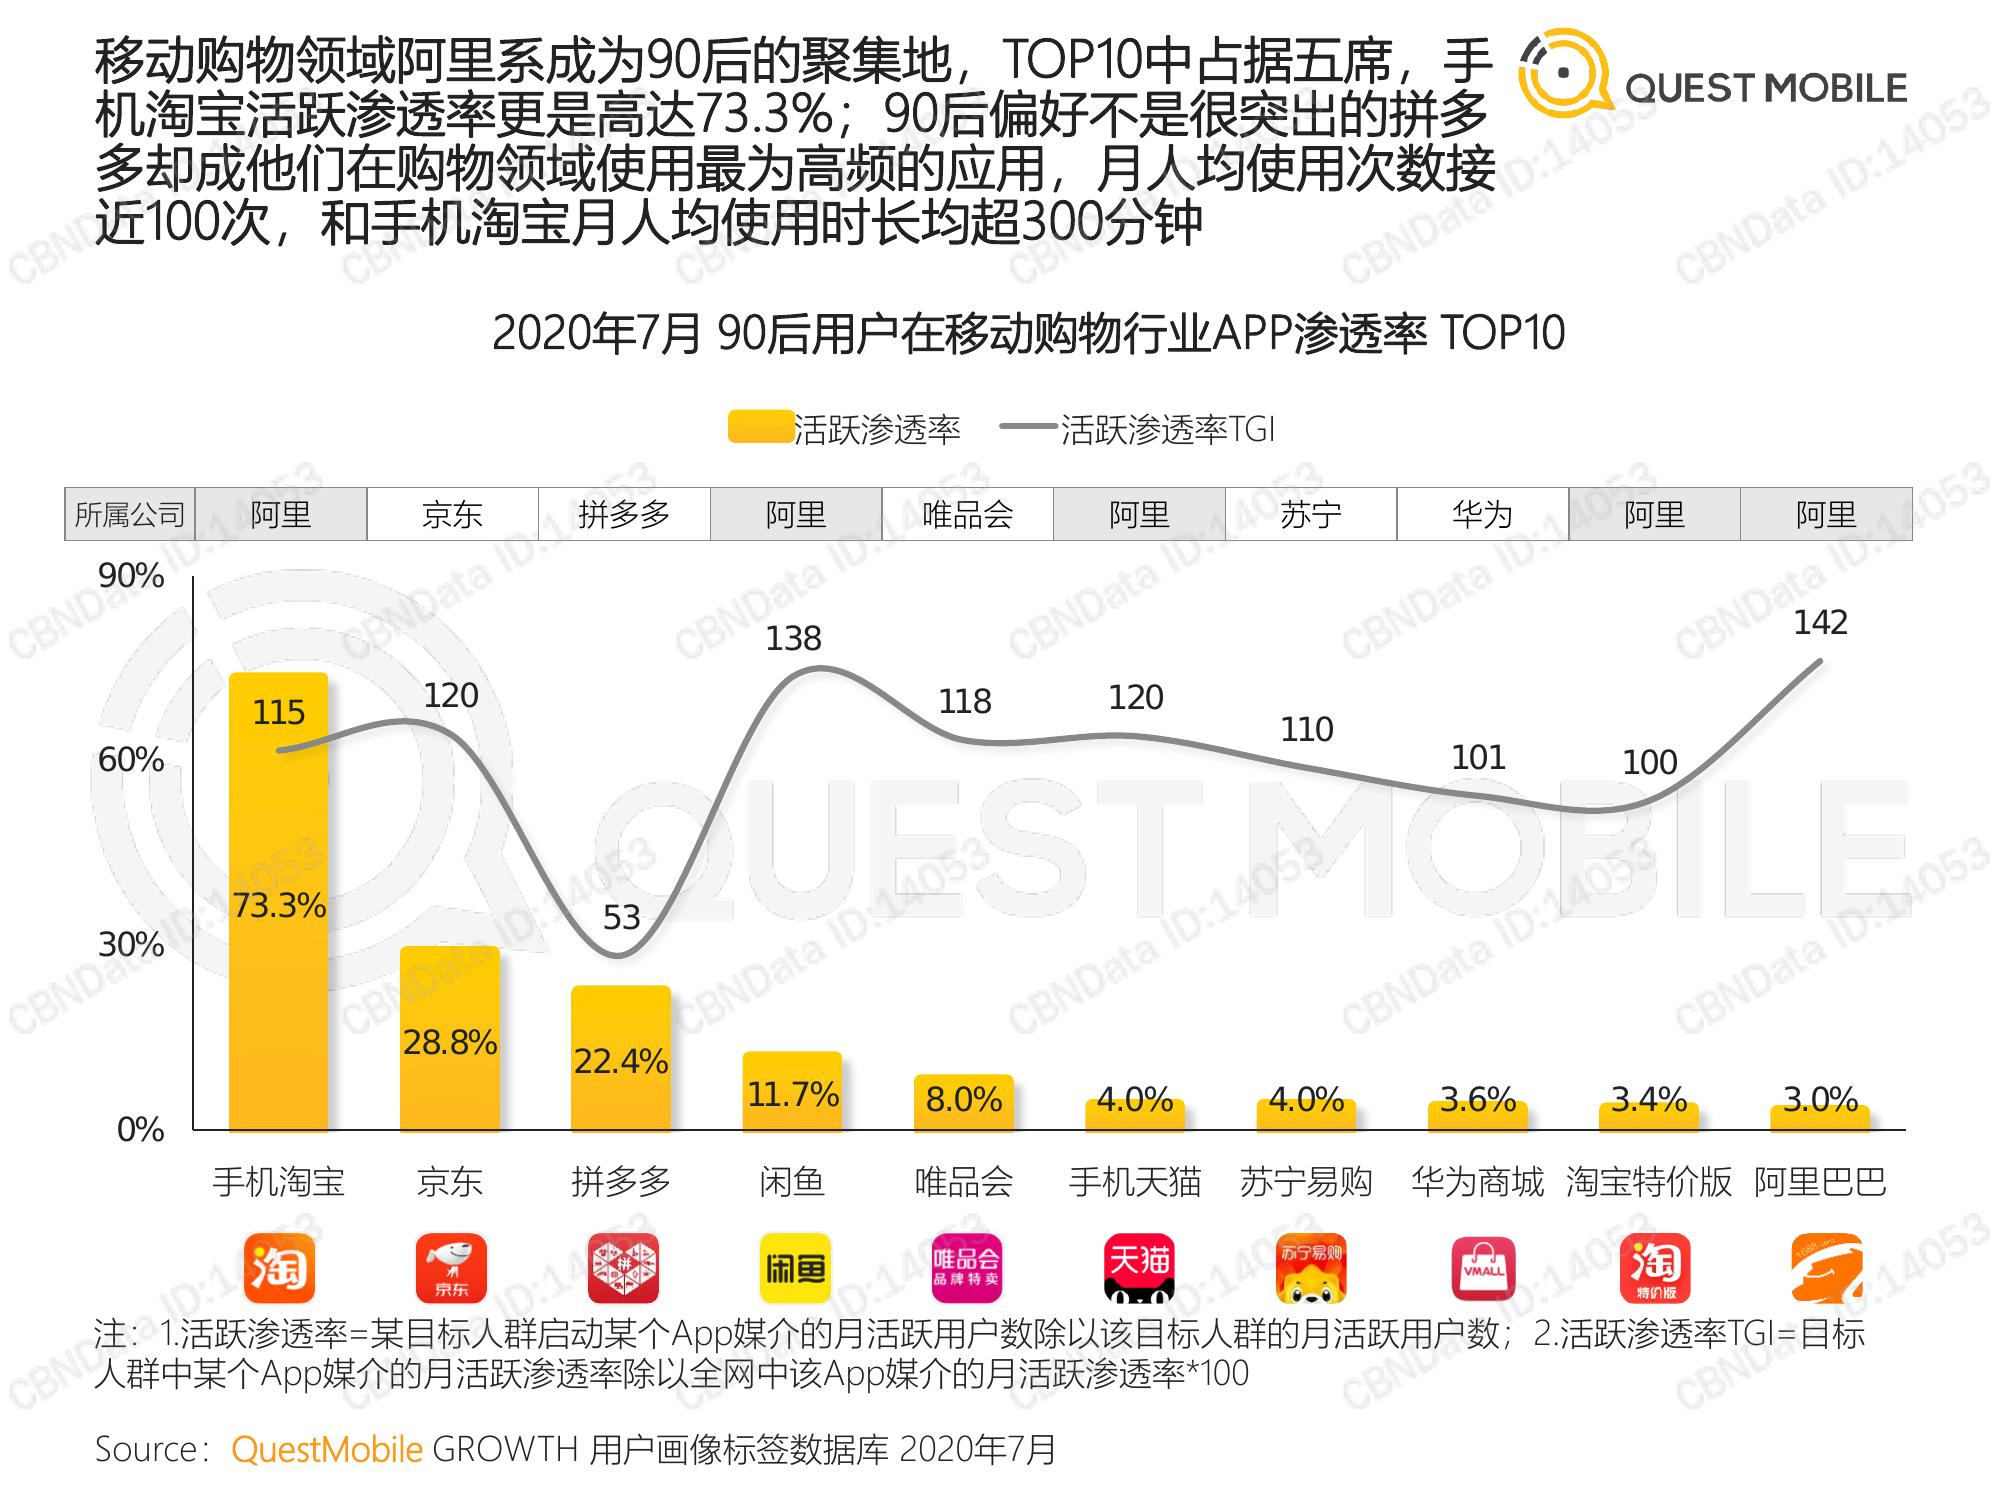 移动购物领域阿里系成为90后的聚集地，TOP10中占据五席，手
机淘宝活跃渗透率更是高达73.3%；90后偏好不是很突出的拼多
多却成他们在购物领域使用最为高频的应用，月人均使用次数接
近100次，和手机淘宝月人均使用时长均超300分钟
QUEST MOBILE
2020年7月 90后用户在移动购物行业APP渗透率 TOP10
活跃渗透率 活跃渗透率TGI
所属公司 阿里 京东 拼多多 阿里 唯品会 阿里 苏宁 华为 阿里 阿里
90%
60%
30%
0%
115 120 53 138 118 120 110 101 100 142
73.3% 28.8% 22.4% 11.7% 8.0% 4.0% 4.0% 3.6% 3.4% 3.0%
QUEST MOBILE
手机淘宝 京东 拼多多 闲鱼 唯品会 手机天猫 苏宁易购 华为商城 淘宝特价版 阿里巴巴
淘 京东 拼 闲鱼 唯品会 品牌特卖 天猫 苏宁易购 VMALL 淘 特价版 1688.com
注：1.活跃渗透率=某目标人群启动某个App媒介的月活跃用户数除以该目标人群的月活跃用户数；2.活跃渗透率TGI=目标
人群中某个App媒介的月活跃渗透率除以全网中该App媒介的月活跃渗透率*100
Source：QuestMobile GROWTH 用户画像标签数据库 2020年7月
CBNData ID:14053